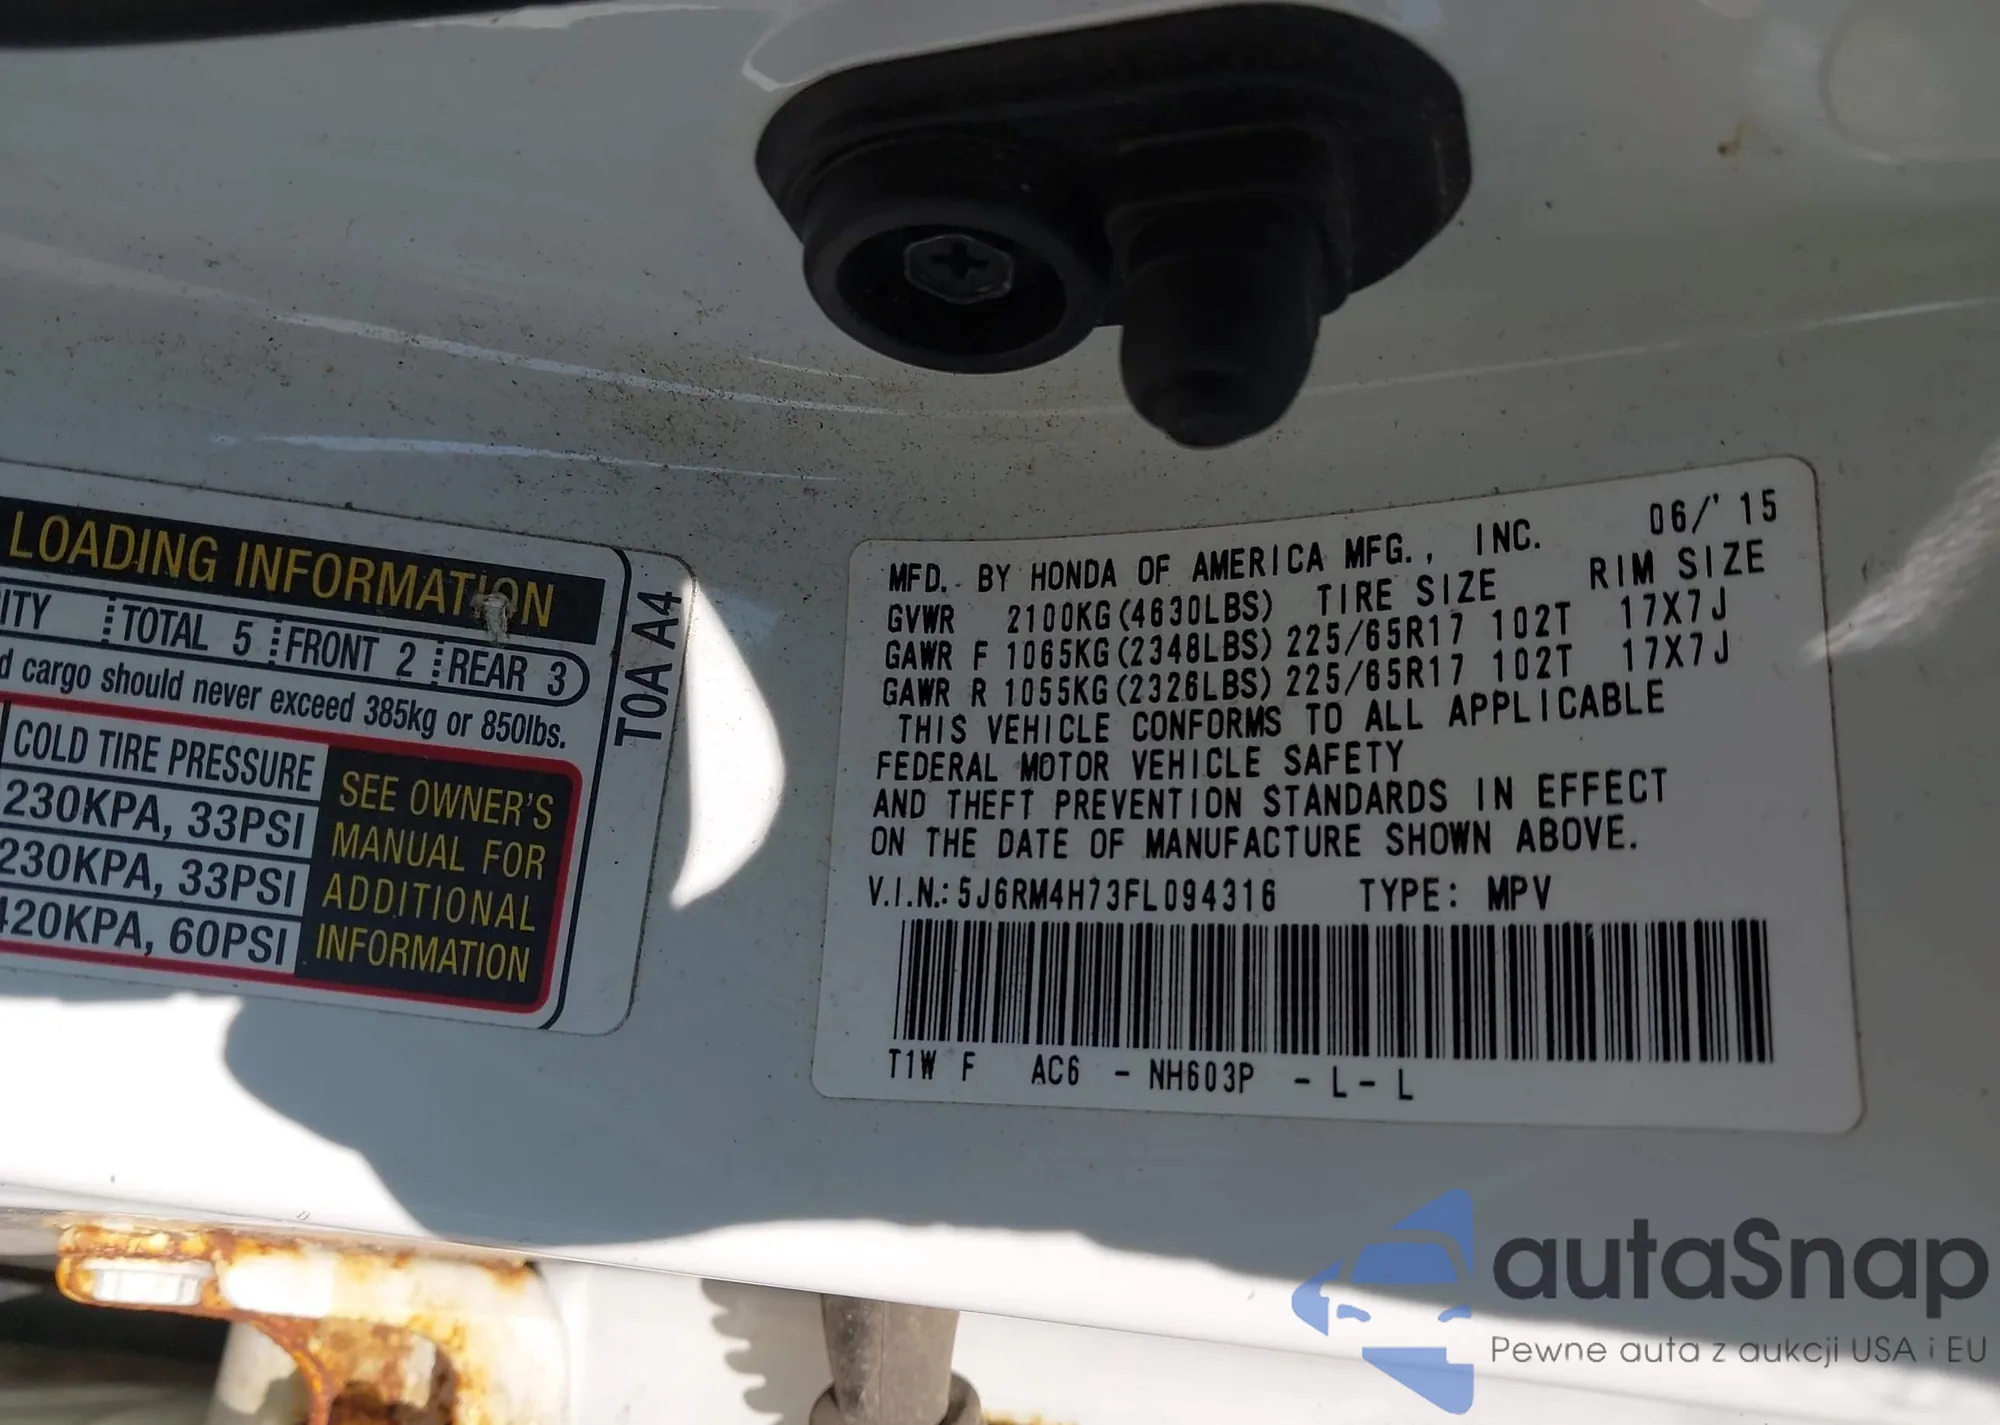 LOADING INFORMATION
ITY TOTAL 5 FRONT 2 REAR 3
d cargo should never exceed 385kg or 850lbs.
COLD TIRE PRESSURE
230KPA, 33PSI
230KPA, 33PSI
420KPA, 60PSI
SEE OWNER'S
MANUAL FOR
ADDITIONAL
INFORMATION
T0A A4
06/'15
MFD. BY HONDA OF AMERICA MFG., INC.
GVWR 2100KG(4630LBS) TIRE SIZE RIM SIZE
GAWR F 1065KG(2348LBS) 225/65R17 102T 17X7J
GAWR R 1055KG(2326LBS) 225/65R17 102T 17X7J
THIS VEHICLE CONFORMS TO ALL APPLICABLE
FEDERAL MOTOR VEHICLE SAFETY
AND THEFT PREVENTION STANDARDS IN EFFECT
ON THE DATE OF MANUFACTURE SHOWN ABOVE.
V.I.N.: 5J6RM4H73FL094316 TYPE: MPV
T1W F AC6 - NH603P - L - L
autaSnap
Pewne auta z aukcji USA i EU